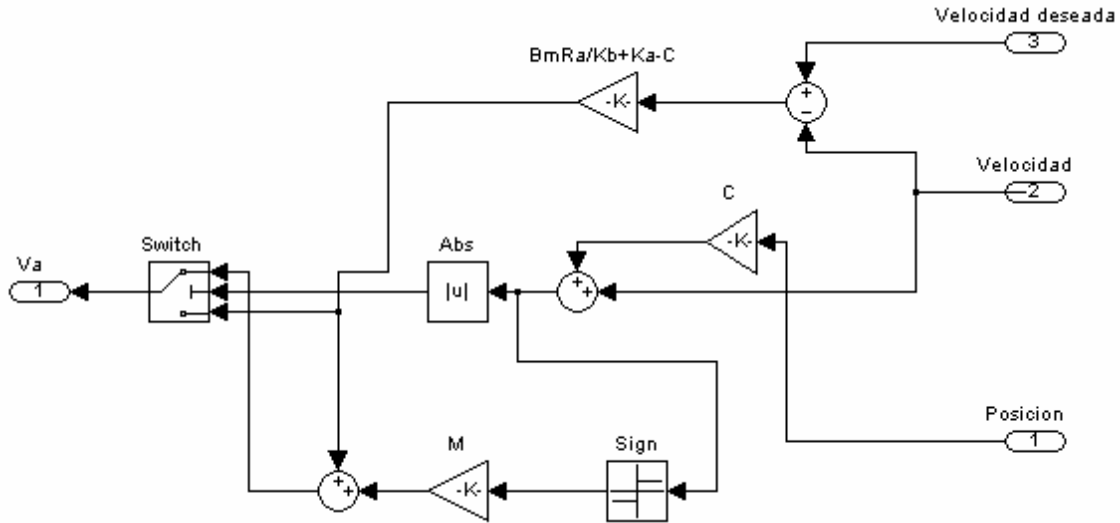 Velocidad deseada
3
BmRa/Kb+Ka-C
-K-
+
−
Velocidad
2
C
-K-
Switch
Abs
Va
1
|u|
+
+
Posicion
1
M
Sign
+
+
-K-